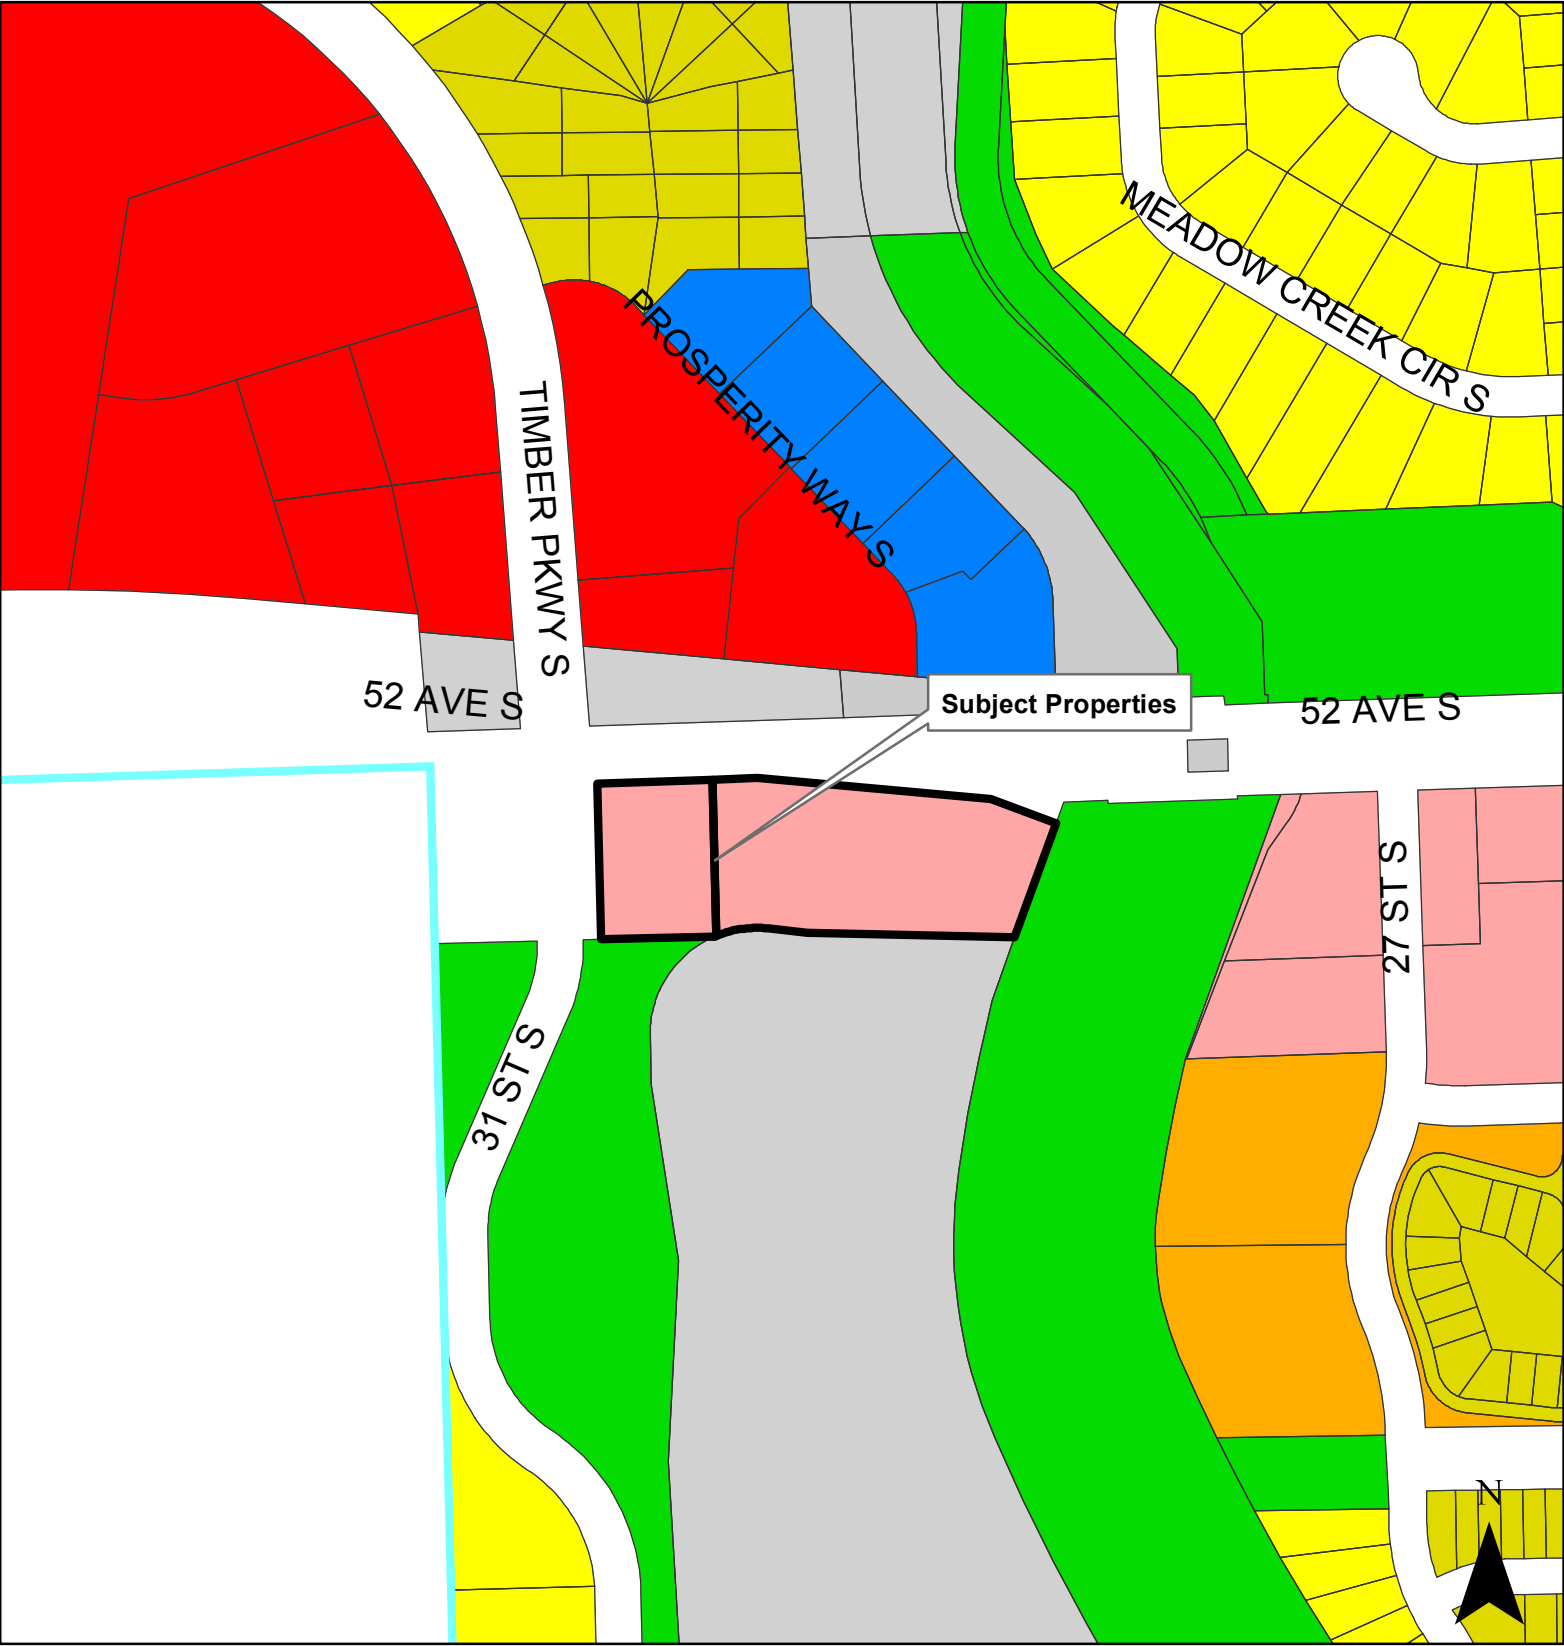 MEADOW CREEK CIR S
PROSPERITY WAY S
TIMBER PKWY S
52 AVE S
Subject Properties
52 AVE S
27 ST S
31 ST S
N